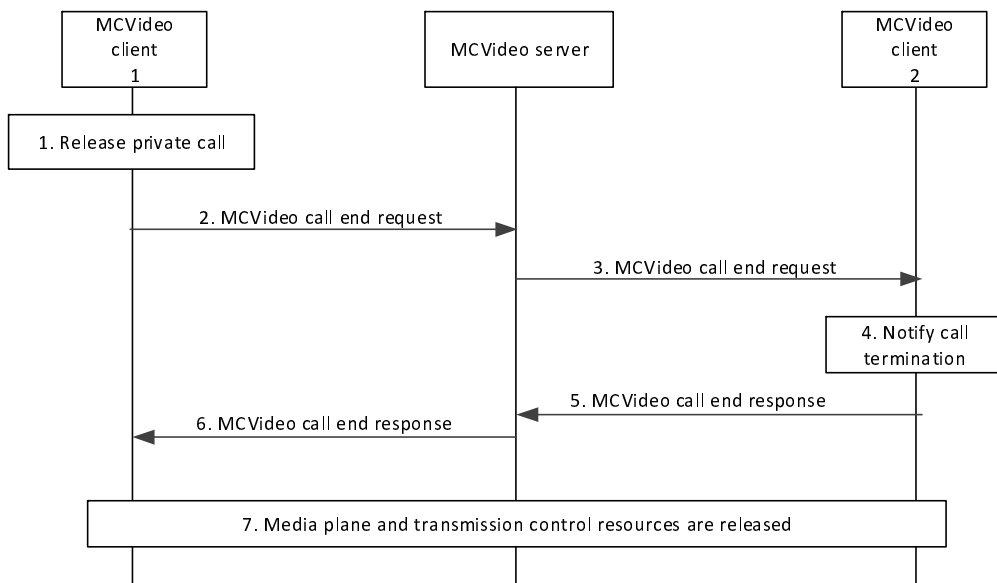 MCVideo
client
1
MCVideo server
MCVideo
client
2
1. Release private call
2. MCVideo call end request
3. MCVideo call end request
4. Notify call
termination
5. MCVideo call end response
6. MCVideo call end response
7. Media plane and transmission control resources are released